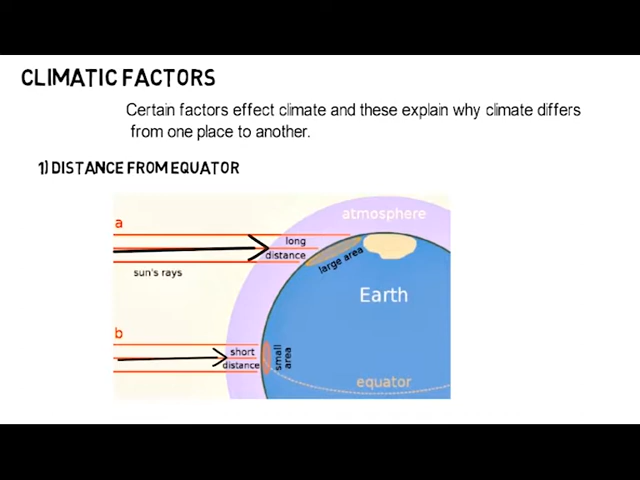 CLIMATIC FACTORS
Certain factors effect climate and these explain why climate differs
from one place to another.
1) DISTANCE FROM EQUATOR
a
atmosphere
long
distance
large area
sun's rays
Earth
b
short
distance
small
area
equator